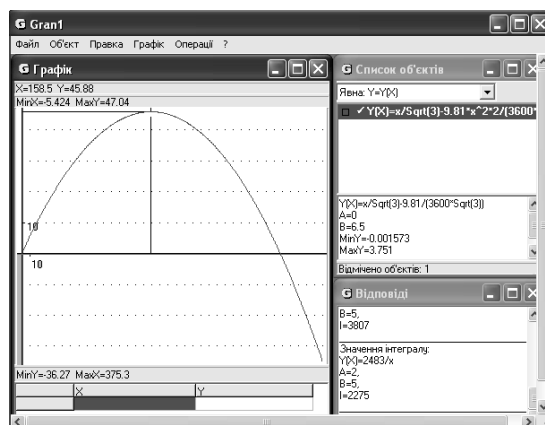 Gran1
Файл Об'єкт Правка Графік Операції ?
Графік
X=158.5 Y=45.88
MinX=-5.424 MaxY=47.04
10
10
MinY=-36.27 MaxX=375.3
X Y
Список об'єктів
Явна: Y=Y(X)
Y(X)=x/Sqrt(3)-9.81*x^2*2/(3600*
Y(X)=x/Sqrt(3)-9.81/(3600*Sqrt(3))
A=0
B=6.5
MinY=-0.001573
MaxY=3.751
Відмічено об'єктів: 1
Відповіді
B=5,
I=3807
Значення інтегралу:
Y(X)=2483/x
A=2,
B=5,
I=2275